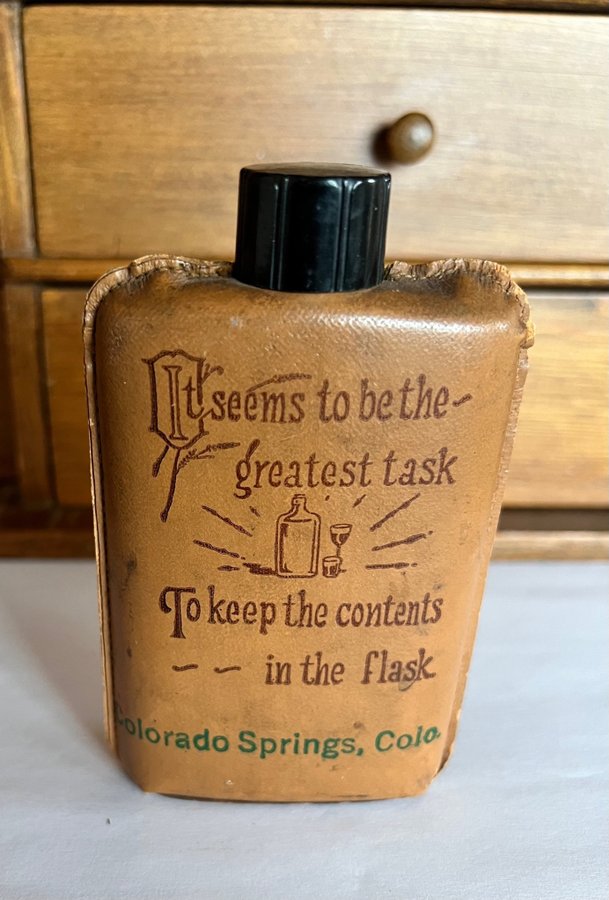 It seems to be the-
greatest task
To keep the contents
- - in the flask
Colorado Springs, Colo.